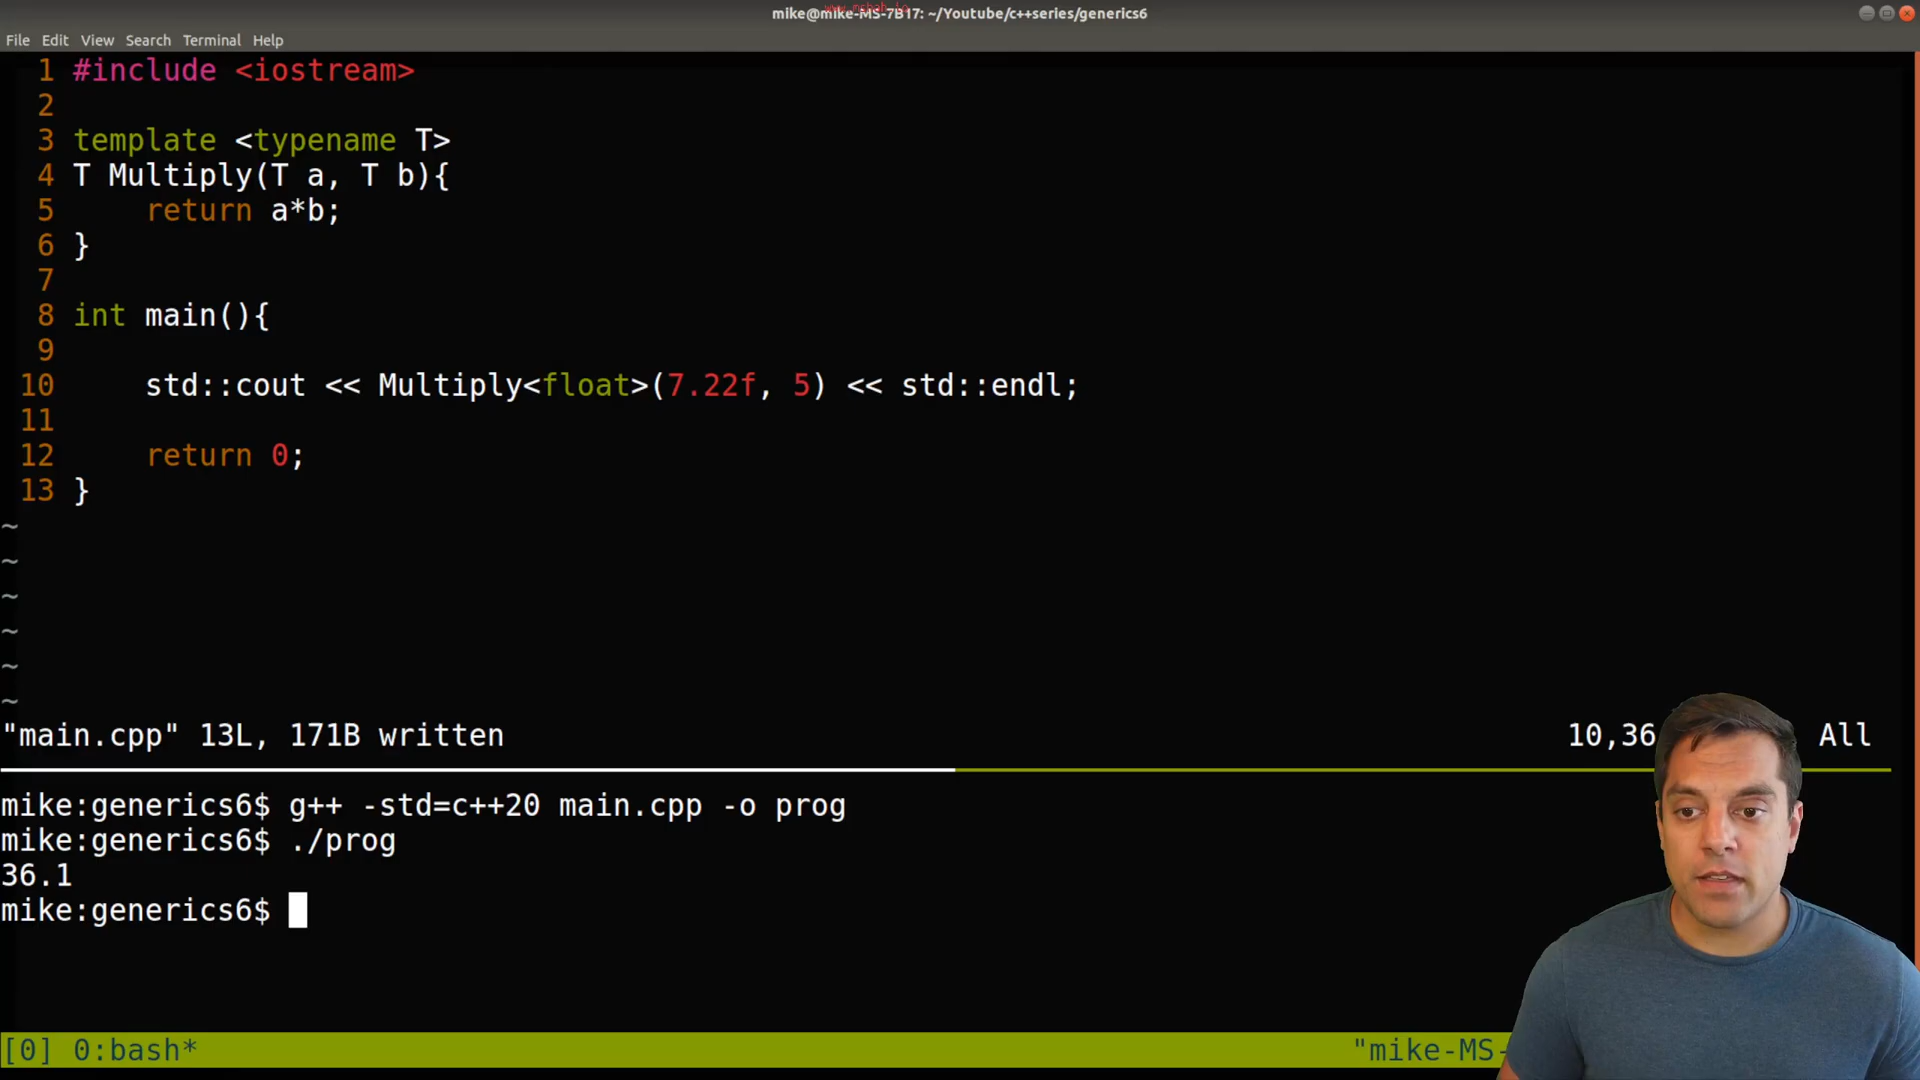 mike@mike-MS-7B17: ~/Youtube/c++series/generics6
File Edit View Search Terminal Help
1 #include <iostream>
2
3 template <typename T>
4 T Multiply(T a, T b){
5     return a*b;
6 }
7
8 int main(){
9
10     std::cout << Multiply<float>(7.22f, 5) << std::endl;
11
12     return 0;
13 }
~
~
~
~
~
~
"main.cpp" 13L, 171B written 10,36 All
mike:generics6$ g++ -std=c++20 main.cpp -o prog
mike:generics6$ ./prog
36.1
mike:generics6$
[0] 0:bash* "mike-MS-